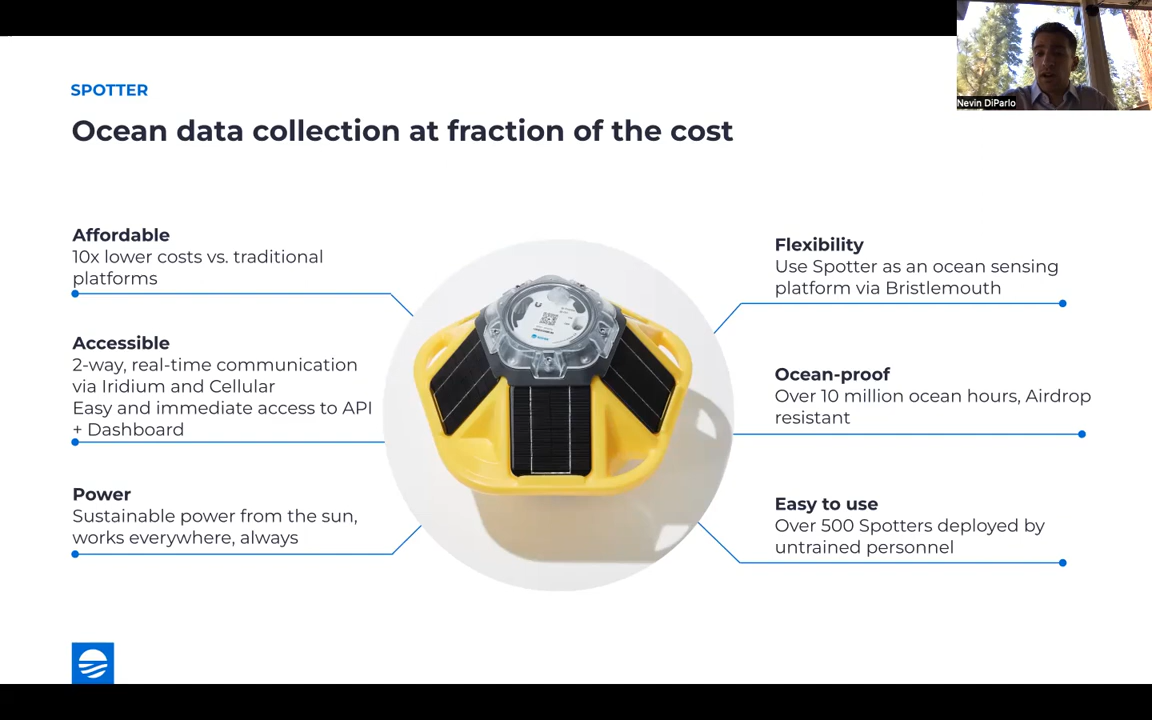 SPOTTER
Ocean data collection at fraction of the cost
Nevin DiParlo
Affordable
10x lower costs vs. traditional
platforms
Accessible
2-way, real-time communication
via Iridium and Cellular
Easy and immediate access to API
+ Dashboard
Power
Sustainable power from the sun,
works everywhere, always
Flexibility
Use Spotter as an ocean sensing
platform via Bristlemouth
Ocean-proof
Over 10 million ocean hours, Airdrop
resistant
Easy to use
Over 500 Spotters deployed by
untrained personnel